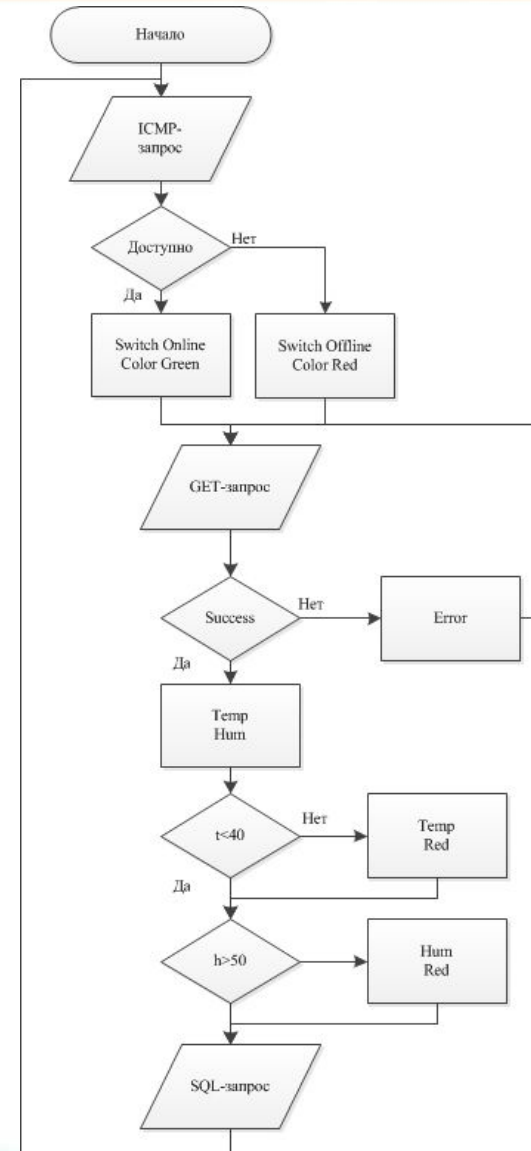 Начало
ICMP-
запрос
Доступно
Нет
Да
Switch Online
Color Green
Switch Offline
Color Red
GET-запрос
Success
Нет
Error
Да
Temp
Hum
t<40
Нет
Temp
Red
Да
h>50
Hum
Red
SQL-запрос